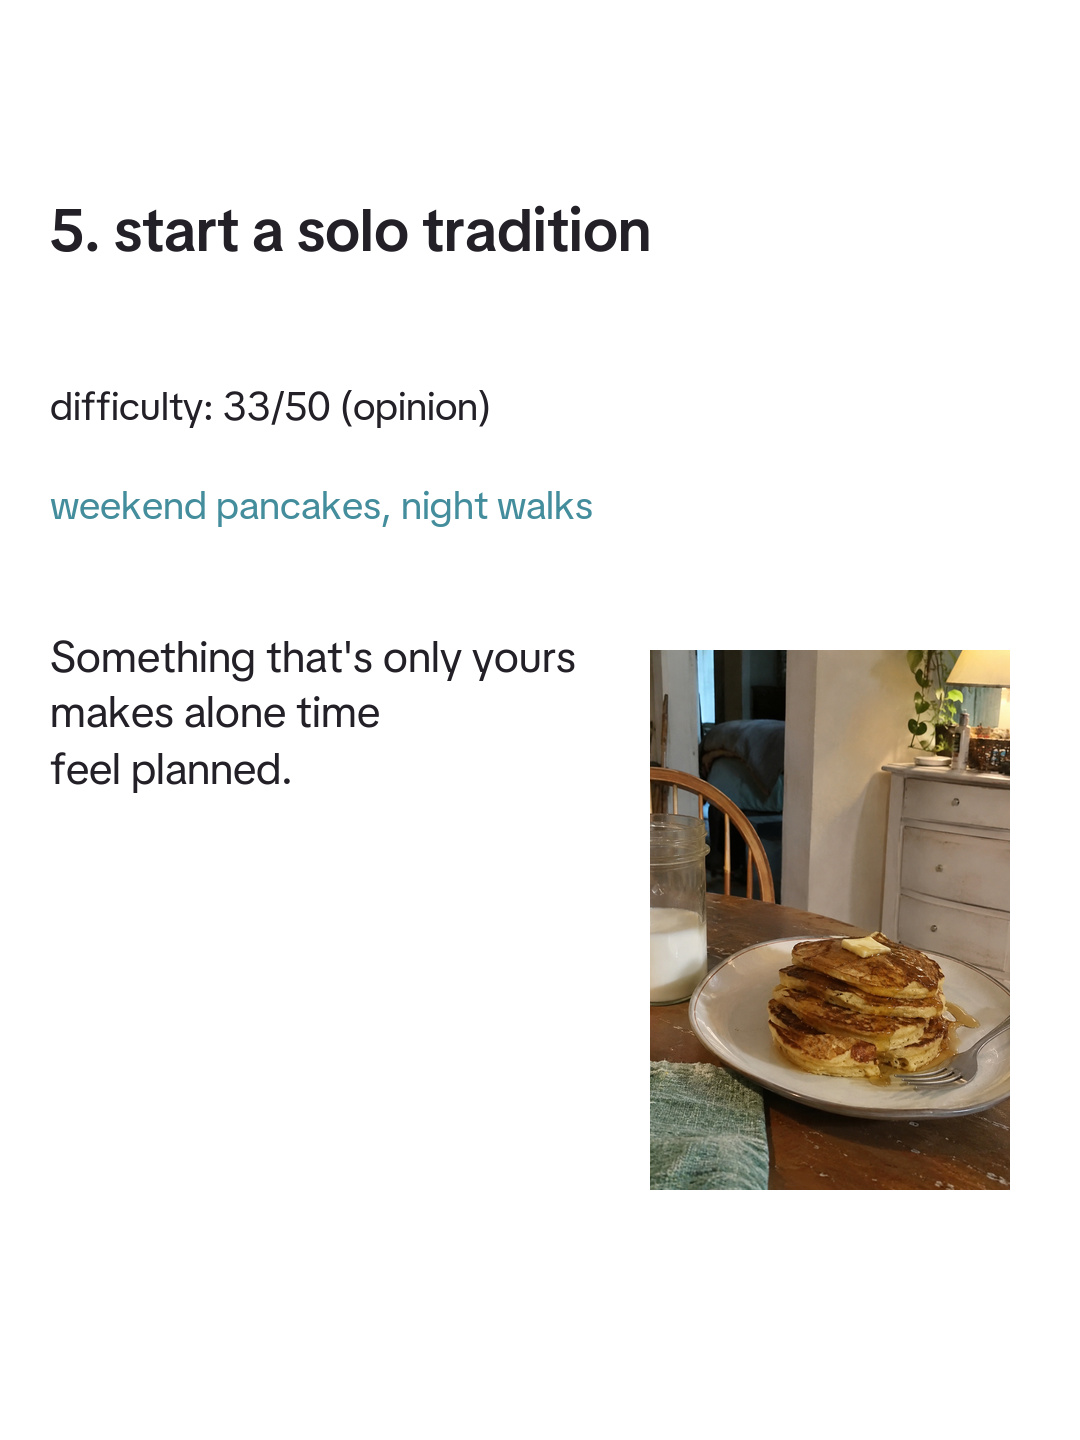 5. start a solo tradition
difficulty: 33/50 (opinion)
weekend pancakes, night walks
Something that's only yours
makes alone time
feel planned.